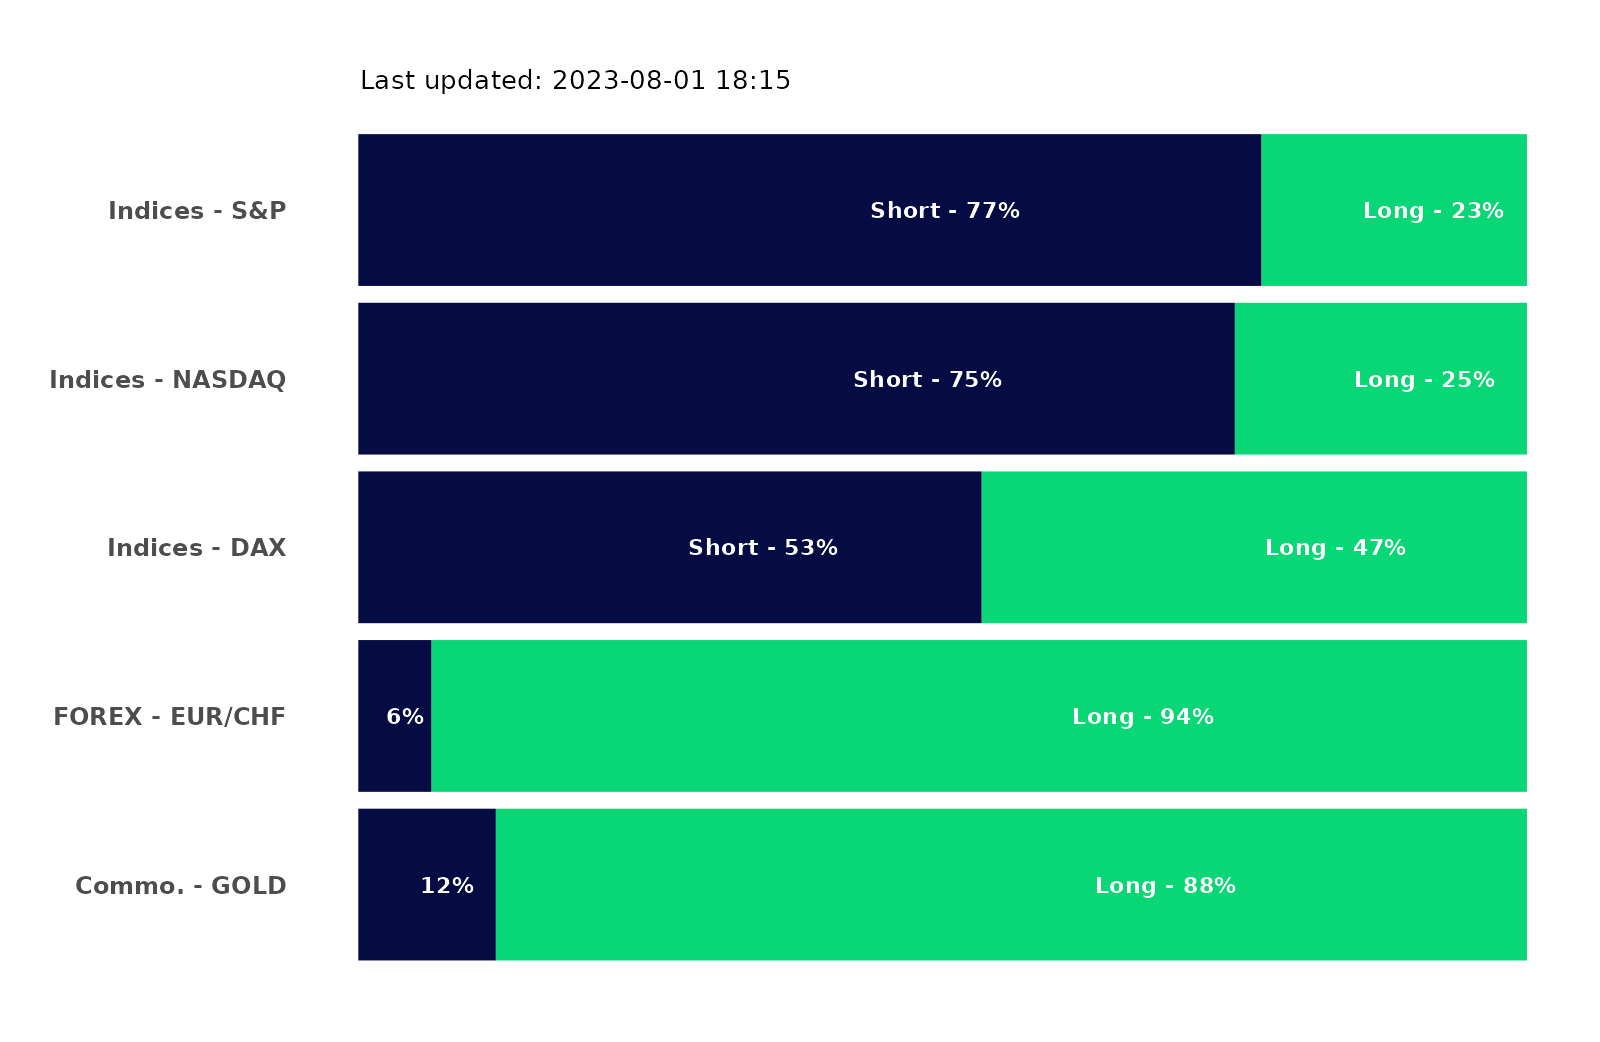 Last updated: 2023-08-01 18:15
Indices - S&P Short - 77% Long - 23%
Indices - NASDAQ Short - 75% Long - 25%
Indices - DAX Short - 53% Long - 47%
FOREX - EUR/CHF 6% Long - 94%
Commo. - GOLD 12% Long - 88%